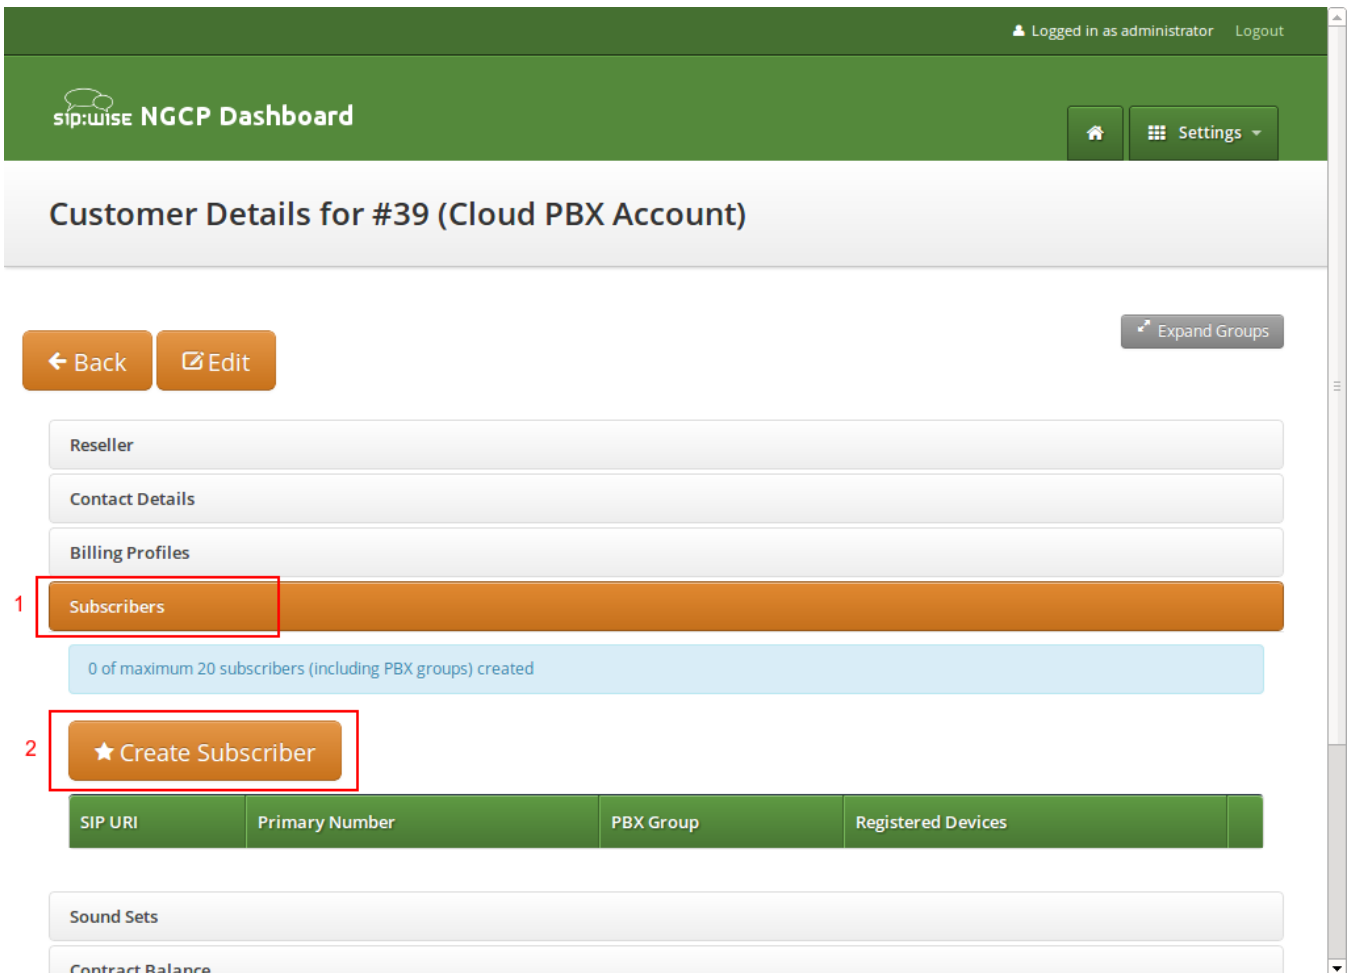 Logged in as administrator Logout
sip:wise NGCP Dashboard
Settings
Customer Details for #39 (Cloud PBX Account)
Expand Groups
Back Edit
Reseller
Contact Details
Billing Profiles
1 Subscribers
0 of maximum 20 subscribers (including PBX groups) created
2 Create Subscriber
SIP URI Primary Number PBX Group Registered Devices
Sound Sets
Contract Balance